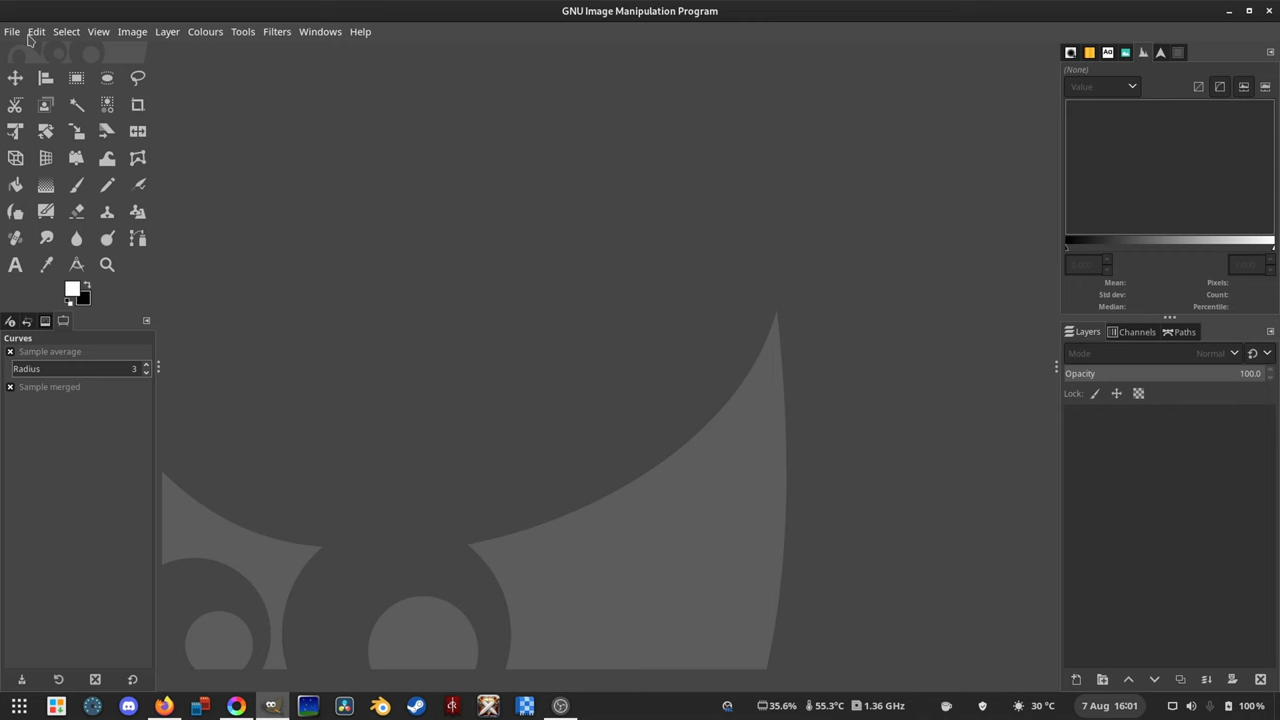 GNU Image Manipulation Program
File Edit Select View Image Layer Colours Tools Filters Windows Help
(None)
Value
Mean:
Pixels:
Std dev:
Count:
Median:
Percentile:
Curves
Sample average
Radius 3
Sample merged
Layers Channels Paths
Mode Normal
Opacity 100.0
Lock:
35.6% 55.3°C 1.36 GHz 30 °C 7 Aug 16:01 100%